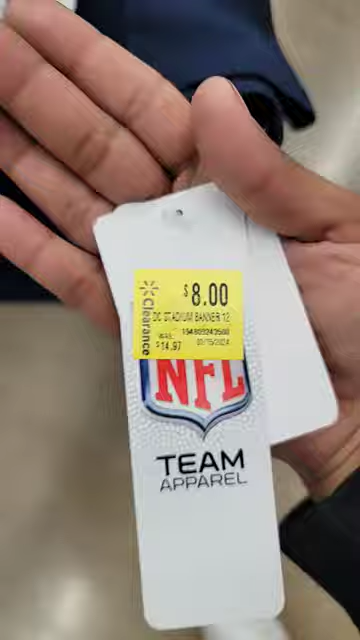 $8.00
Clearance
DC STADIUM BANNER 12
WAS:
$14.97
NFL
TEAM
APPAREL